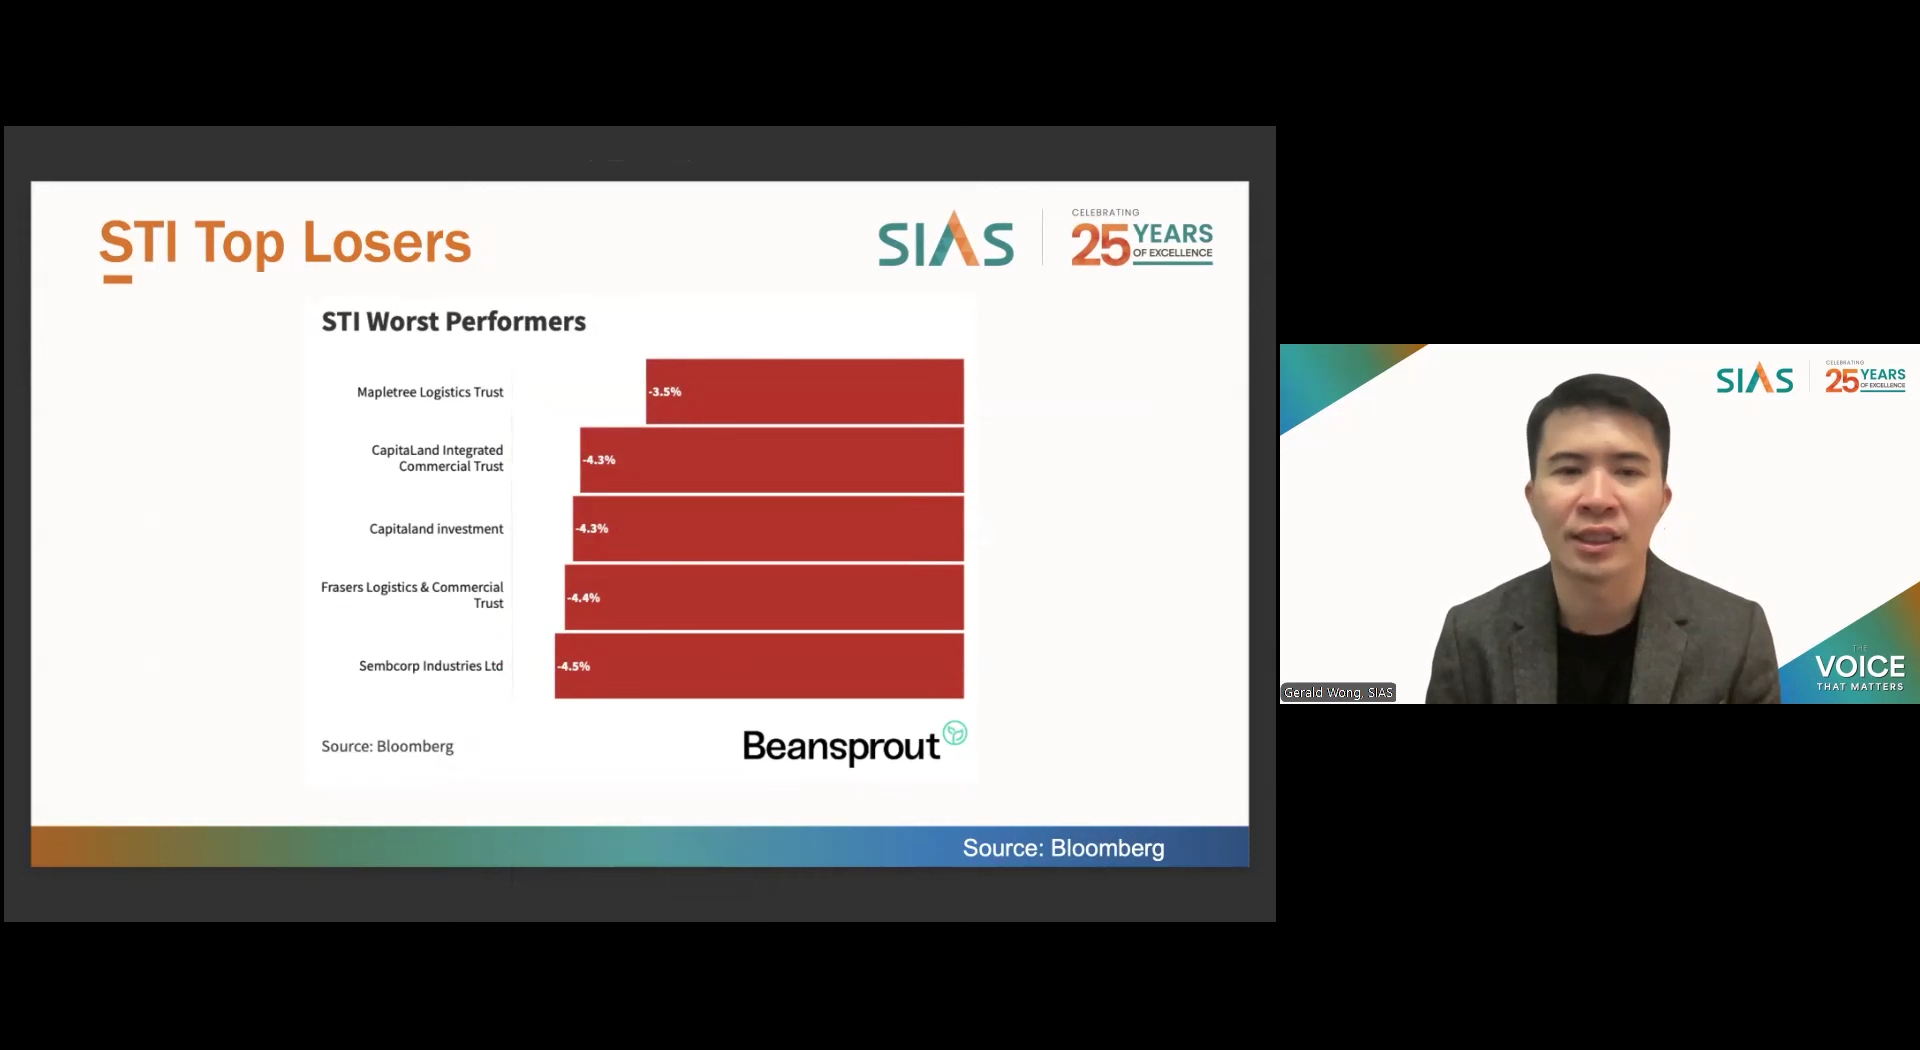 STI Top Losers
SIAS
CELEBRATING
25 YEARS
OF EXCELLENCE
STI Worst Performers
Mapletree Logistics Trust
-3.5%
CapitaLand Integrated
Commercial Trust
-4.3%
Capitaland investment
-4.3%
Frasers Logistics & Commercial
Trust
-4.4%
Sembcorp Industries Ltd
-4.5%
Source: Bloomberg
Beansprout
Source: Bloomberg
SIAS
CELEBRATING
25 YEARS
OF EXCELLENCE
THE
VOICE
THAT MATTERS
Gerald Wong, SIAS